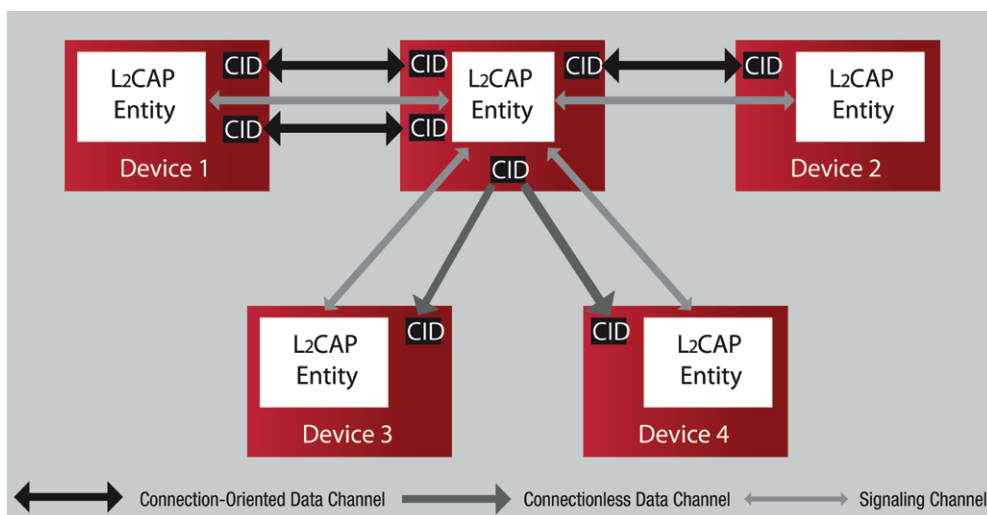 CID CID CID CID
L2CAP Entity
L2CAP Entity
L2CAP Entity
CID CID
Device 1
CID
Device 2
CID CID
L2CAP Entity
L2CAP Entity
Device 3
Device 4
Connection-Oriented Data Channel
Connectionless Data Channel
Signaling Channel